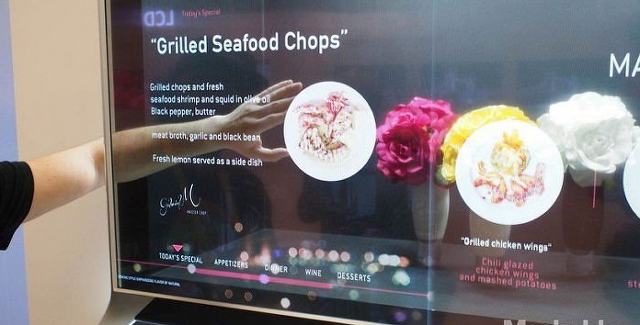 LCD
Today's Special
"Grilled Seafood Chops"
MA
Grilled chops and fresh
seafood shrimp and squid in olive oil
Black pepper, butter
meat broth, garlic and black bean
Fresh lemon served as a side dish
MASTER CHEF
"Grilled chicken wings"
Chili glazed
chicken wings
and mashed potatoes
TODAY'S SPECIAL
APPETIZERS
DINNER
WINE
DESSERTS